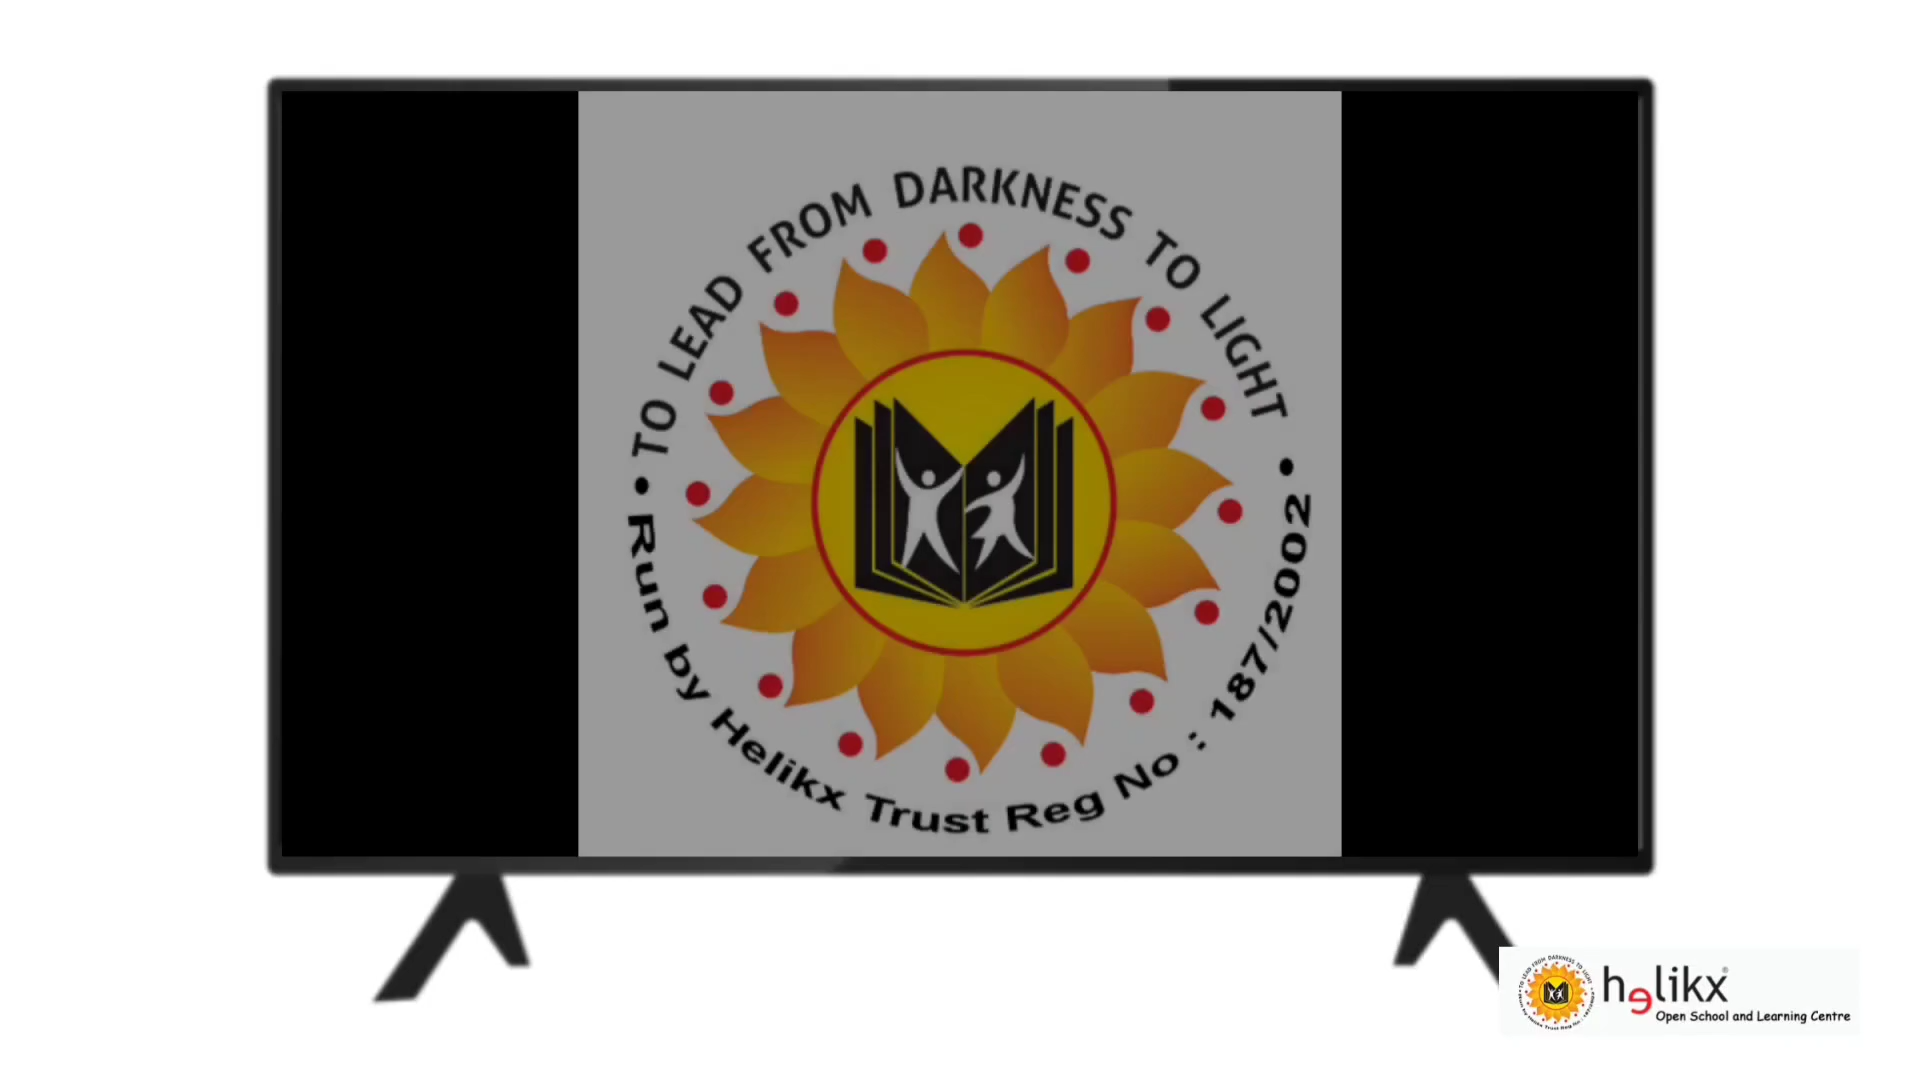 • TO LEAD FROM DARKNESS TO LIGHT •
Run by Helikx Trust Reg No : 187/2002
helikx®
Open School and Learning Centre